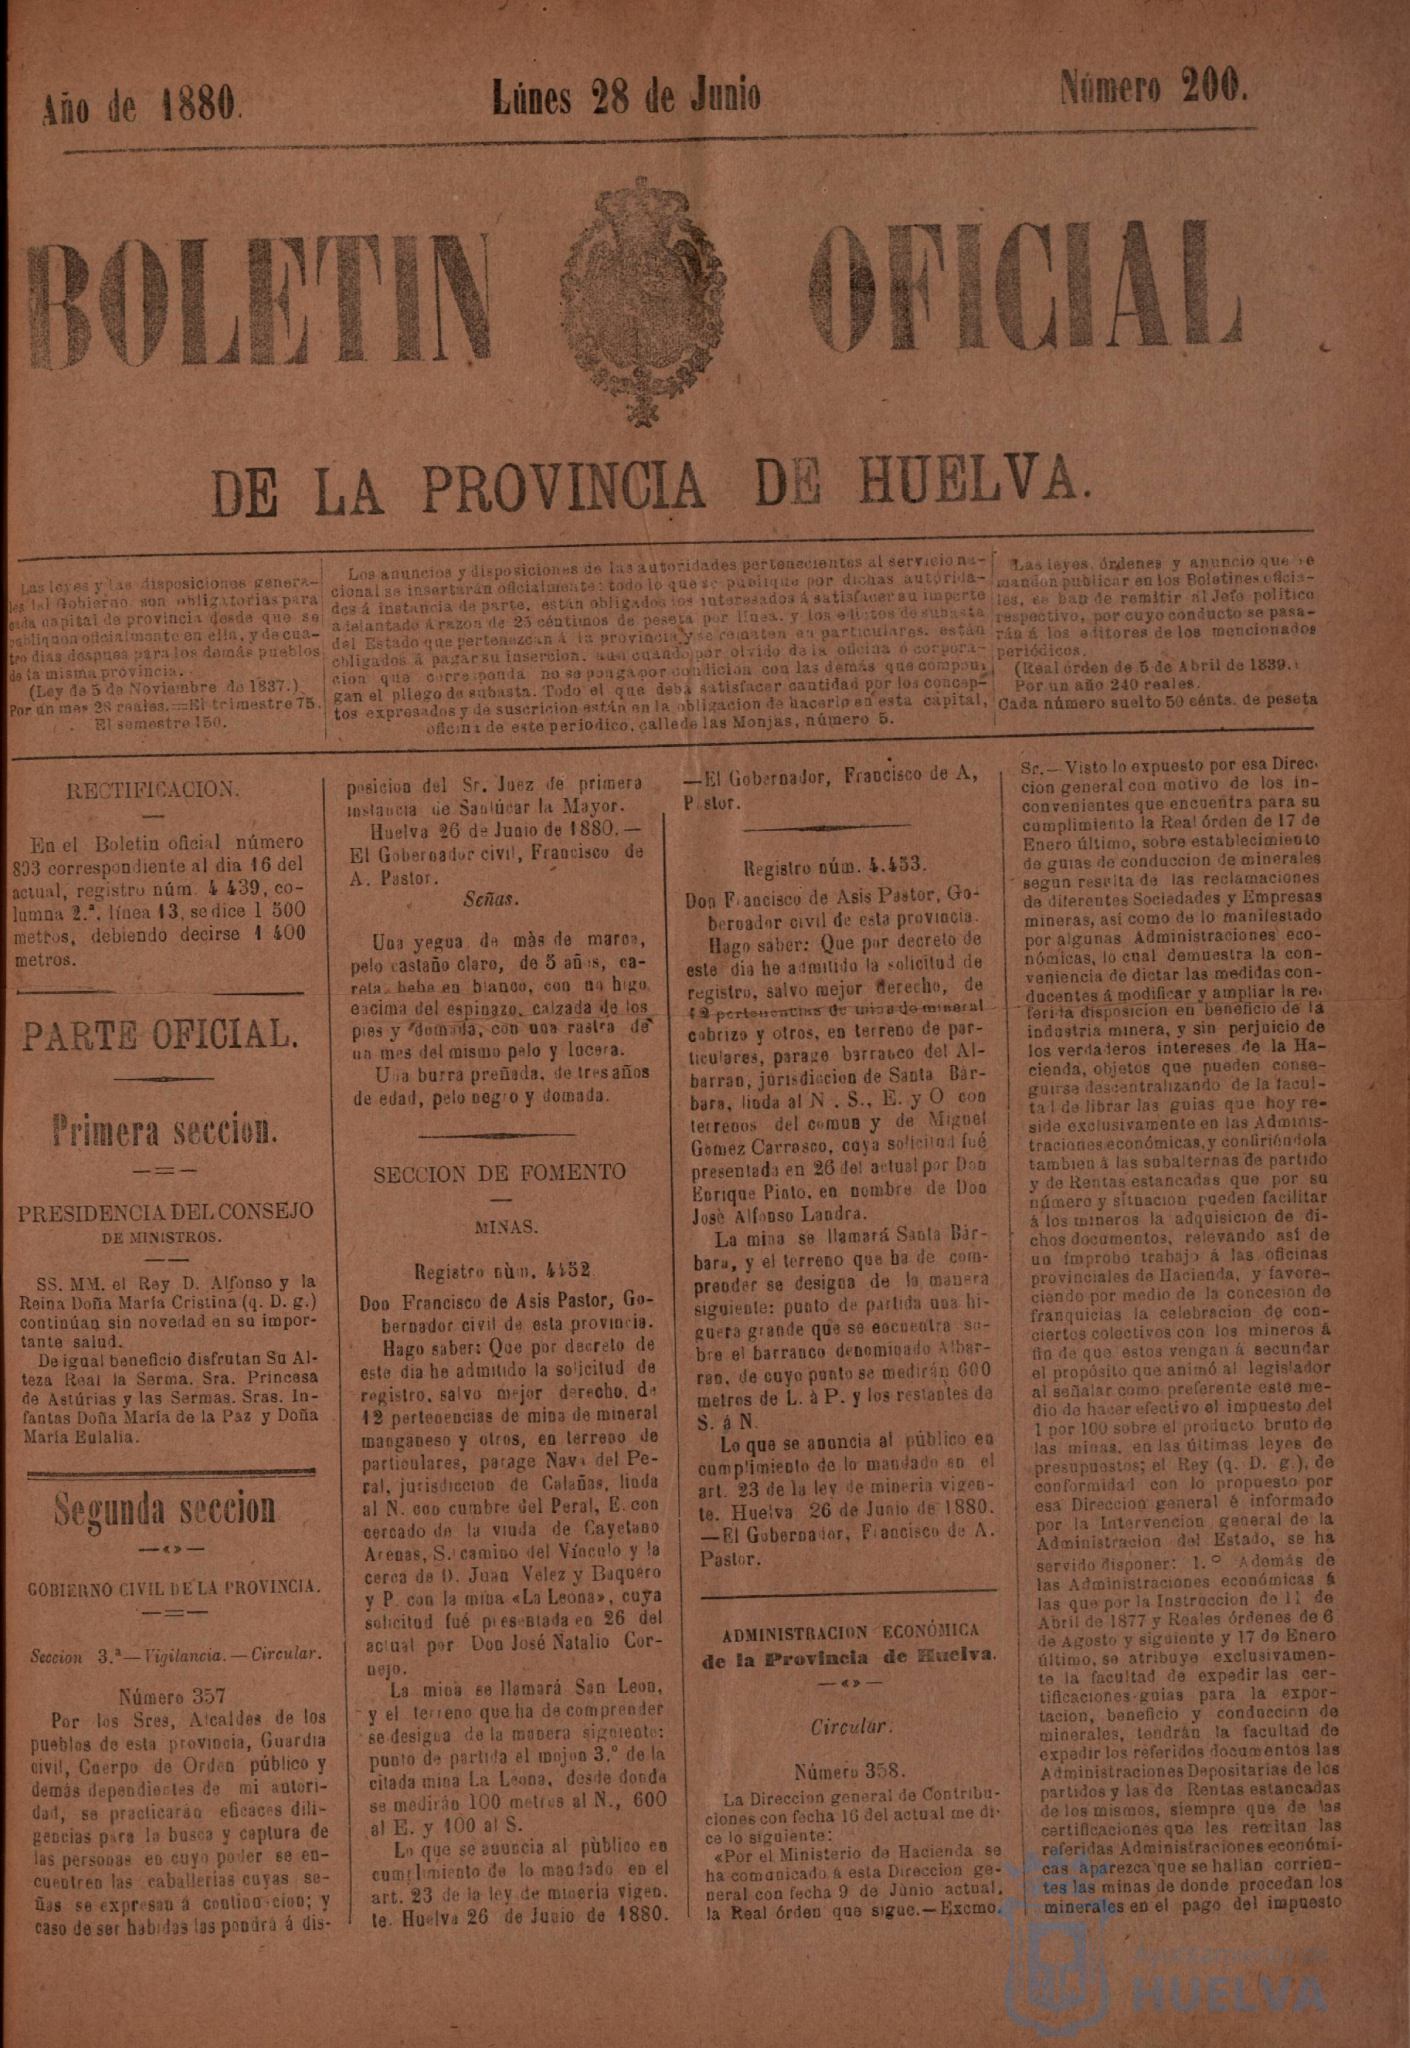 Año de 1880.
Lúnes 28 de Junio
Número 200.
BOLETIN OFICIAL
DE LA PROVINCIA DE HUELVA.
Las leyes y las disposiciones genera-
les del Gobierno son obligatorias para
cada capital de provincia desde que se
publiquen oficialmente en ella, y de cua-
tro dias despues para los demás pueblos
de la misma provincia.
(Ley de 5 de Noviembre de 1837.)
Por un mes 28 reales.—El trimestre 75.
El semestre 150.
Los anuncios y disposiciones de las autoridades pertenecientes al servicio na-
cional se insertarán oficialmente: todo lo que se publique por dichas autorida-
des á instancia de parte, están obligados los interesados á satisfacer su importe
adelantado á razon de 25 céntimos de peseta por línea, y los edictos de subasta
del Estado que pertenezcan á la provincia y se rematen en particulares, están
obligados á pagar su insercion, aun cuando por olvido de la oficina ó corpora-
cion que corresponda no se ponga por condicion con las demás que compon-
gan el pliego de subasta. Todo el que deba satisfacer cantidad por los concep-
tos expresados y de suscricion están en la obligacion de hacerlo en esta capital,
oficina de este periodico, calle de las Monjas, número 5.
Las leyes, órdenes y anuncio que se
manden publicar en los Boletines oficia-
les, se han de remitir al Jefo politico
respectivo, por cuyo conducto se pasa-
rán á los editores de los mencionados
periódicos.
(Real órden de 5 de Abril de 1839.)
Por un año 240 reales.
Cada número suelto 50 cénts. de peseta
RECTIFICACION.
En el Boletin oficial número
893 correspondiente al dia 16 del
actual, registro núm. 4 439, co-
lumna 2.ª, línea 13, se dice 1 500
metros, debiendo decirse 1 400
metros.
PARTE OFICIAL.
Primera seccion.
PRESIDENCIA DEL CONSEJO
DE MINISTROS.
SS. MM. el Rey D. Alfonso y la
Reina Doña María Cristina (q. D. g.)
continúan sin novedad en su impor-
tante salud.
De igual beneficio disfrutan Su Al-
teza Real la Serma. Sra. Princesa
de Astúrias y las Sermas. Sras. In-
fantas Doña María de la Paz y Doña
María Eulalia.
Segunda seccion
GOBIERNO CIVIL DE LA PROVINCIA.
Seccion 3.ª—Vigilancia.—Circular.
Número 357
Por los Sres, Alcaldes de los
pueblos de esta provincia, Guardia
civil, Cuerpo de Orden público y
demás dependientes de mi autori-
dad, se practicarán eficaces dili-
gencias para la busca y captura de
las personas en cuyo poder se en-
cuentren las caballerías cuyas se-
ñas se expresan á continuacion; y
caso de ser habidas las pondrá á dis-
posicion del Sr. Juez de primera
instancia de Sanlúcar la Mayor.
Huelva 26 de Junio de 1880.—
El Gobernador civil, Francisco de
A. Pastor.
Señas.
Una yegua de màs de marca,
pelo castaño claro, de 5 años, ca-
reta, bebe en blanco, con un higo
encima del espinazo, calzada de los
pies y domada, con una rastra de
un mes del mismo pelo y lucera.
Una burra preñada, de tres años
de edad, pelo negro y domada.
SECCION DE FOMENTO
MINAS.
Registro nùm. 4452.
Don Francisco de Asis Pastor, Go-
bernador civil de esta provincia.
Hago saber: Que por decreto de
este dia he admitido la solicitud de
registro, salvo mejor derecho, de
12 pertenencias de mina de mineral
manganeso y otros, en terreno de
particulares, parage Nava del Pe-
ral, jurisdiccion de Calañas, linda
al N. con cumbre del Peral, E. con
cercado de la viuda de Cayetano
Arenas, S. camino del Vínculo y la
cerca de D. Juan Velez y Baquero
y P. con la mina «La Leona», cuya
solicitud fué presentada en 26 del
actual por Don José Natalio Cor-
nejo.
La mina se llamará San Leon,
y el terreno que ha de comprender
se designa de la manera siguiente:
punto de partida el mojon 3.º de la
citada mina La Leona, desde donde
se medirán 100 metros al N., 600
al E. y 100 al S.
Lo que se anuncia al pùblico en
cumplimiento de lo mandado en el
art. 23 de la ley de minería vigen.
te. Huelva 26 de Junio de 1880.
—El Gobernador, Francisco de A,
Pastor.
Registro núm. 4.453.
Don Francisco de Asis Pastor, Go-
bernador civil de esta provincia.
Hago saber: Que por decreto de
este dia he admitido la solicitud de
registro, salvo mejor derecho, de
12 pertenencias de mina de mineral
cobrizo y otros, en terreno de par-
ticulares, parage barranco del Al-
barran, jurisdiccion de Santa Bár-
bara, linda al N. S., E. y O con
terrenos del comun y de Miguel
Gomez Carrasco, cuya solicitud fué
presentada en 26 del actual por Don
Enrique Pinto, en nombre de Don
Josè Alfonso Landra.
La mina se llamará Santa Bár-
bara, y el terreno que ha de com-
prender se designa de la manera
siguiente: punto de partida una hi-
guera grande que se encuentra so-
bre el barranco denominado Albar-
ran, de cuyo punto se medirán 600
metros de L. à P. y los restantes de
S. á N.
Lo que se anuncia al público en
cumplimiento de lo mandado en el
art. 23 de la ley de mineria vigen-
te. Huelva 26 de Junio de 1880.
—El Gobernador, Francisco de A.
Pastor.
ADMINISTRACION ECONÓMICA
de la Provincia de Huelva.
Circular.
Número 358.
La Direccion general de Contribu-
ciones con fecha 16 del actual me di-
ce lo siguiente:
«Por el Ministerio de Hacienda se
ha comunicado á esta Direccion ge-
neral con fecha 9 de Junio actual,
la Real órden que sigue.—Excmo.
Sr.—Visto lo expuesto por esa Direc-
cion general con motivo de los in-
convenientes que encuentra para su
cumplimiento la Real órden de 17 de
Enero último, sobre establecimiento
de guias de conduccion de minerales
segun resulta de las reclamaciones
de diferentes Sociedades y Empresas
mineras, así como de lo manifestado
por algunas Administraciones eco-
nómicas, lo cual demuestra la con-
veniencia de dictar las medidas con-
ducentes á modificar y ampliar la re-
ferida disposicion en beneficio de la
industria minera, y sin perjuicio de
los verdaderos intereses de la Ha-
cienda, objetos que pueden conse-
guirse descentralizando de la facul-
tad de librar las guias que hoy re-
side exclusivamente en las Adminis-
traciones económicas, y confiriéndola
tambien á las subalternas de partido
y de Rentas estancadas que por su
número y situacion pueden facilitar
á los mineros la adquisicion de di-
chos documentos, relevando así de
un ímprobo trabajo á las oficinas
provinciales de Hacienda, y favore-
ciendo por medio de la concesion de
franquicias la celebracion de con-
ciertos colectivos con los mineros á
fin de que estos vengan á secundar
el propósito que animó al legislador
al señalar como preferente este me-
dio de hacer efectivo el impuesto del
1 por 100 sobre el producto bruto de
las minas, en las últimas leyes de
presupuestos; el Rey (q. D. g.), de
conformidad con lo propuesto por
esa Direccion general é informado
por la Intervencion general de la
Administracion del Estado, se ha
servido disponer: 1.º Además de
las Administraciones económicas á
las que por la Instruccion de 11 de
Abril de 1877 y Reales órdenes de 6
de Agosto y siguiente y 17 de Enero
último, se atribuye exclusivamen-
te la facultad de expedir las cer-
tificaciones-guias para la expor-
tacion, beneficio y conduccion de
minerales, tendrán la facultad de
expedir los referidos documentos las
Administraciones Depositarias de los
partidos y las de Rentas estancadas
de los mismos, siempre que de las
certificaciones que les remitan las
referidas Administraciones económi-
cas aparezca que se hallan corrien-
tes las minas de donde procedan los
minerales en el pago del impuesto
Ayuntamiento de
HUELVA